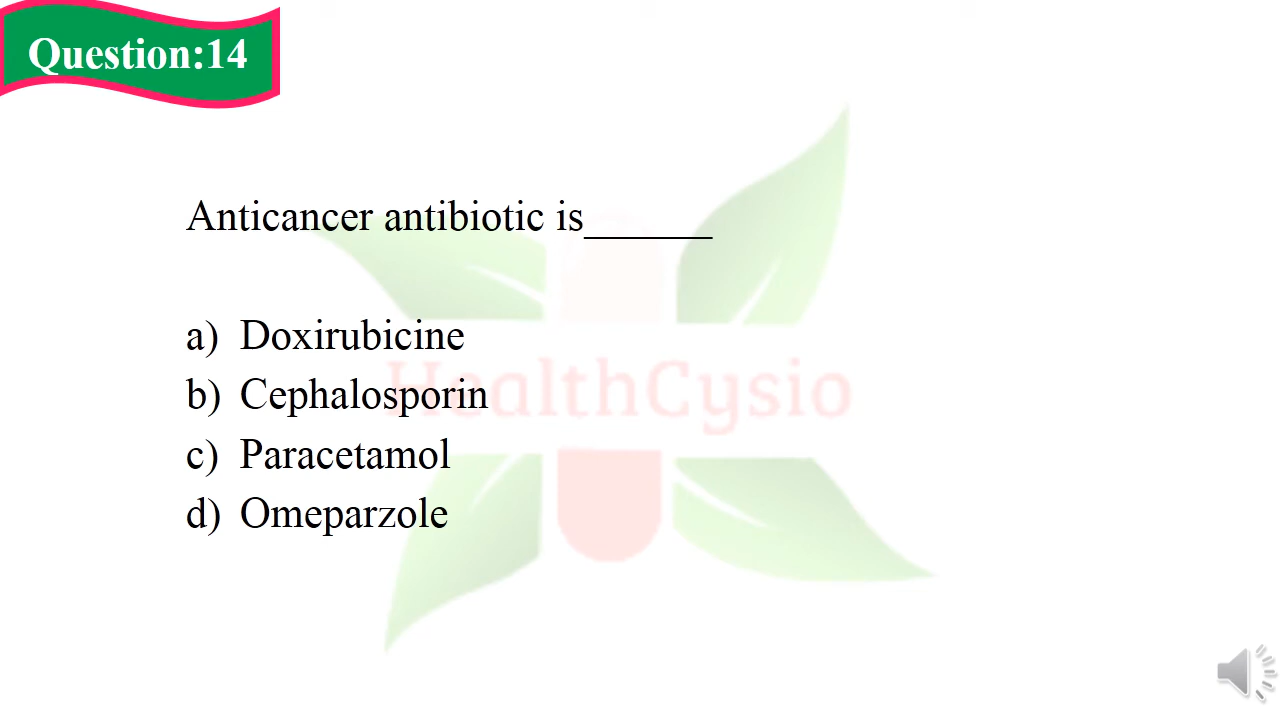 Question:14
Anticancer antibiotic is______
a) Doxirubicine
b) Cephalosporin
HealthCysio
c) Paracetamol
d) Omeparzole